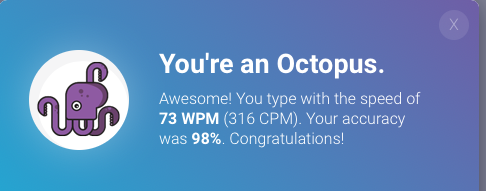 X
You're an Octopus.
Awesome! You type with the speed of
73 WPM (316 CPM). Your accuracy
was 98%. Congratulations!